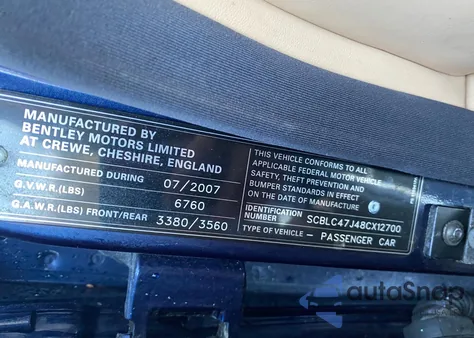 MANUFACTURED BY
BENTLEY MOTORS LIMITED
AT CREWE, CHESHIRE, ENGLAND
MANUFACTURED DURING 07/2007
G.V.W.R.(LBS) 6760
G.A.W.R.(LBS) FRONT/REAR 3380/3560
THIS VEHICLE CONFORMS TO ALL
APPLICABLE FEDERAL MOTOR VEHICLE
SAFETY, THEFT PREVENTION AND
BUMPER STANDARDS IN EFFECT
ON THE DATE OF MANUFACTURE
IDENTIFICATION NUMBER SCBLC47J48CX12700
TYPE OF VEHICLE – PASSENGER CAR
autoSnap